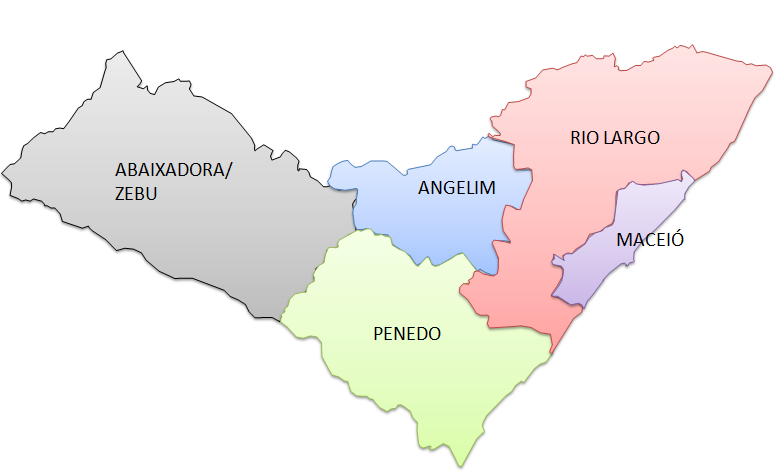 RIO LARGO
ABAIXADORA/
ZEBU
ANGELIM
MACEIÓ
PENEDO